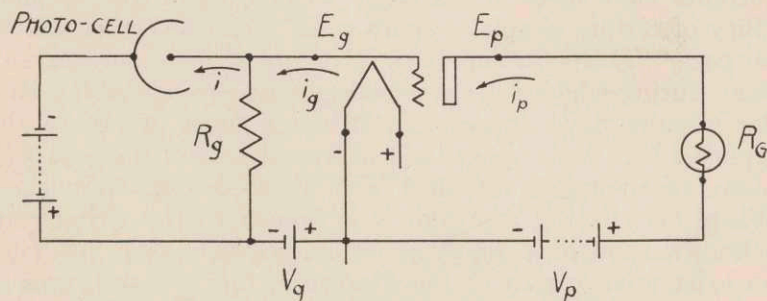 PHOTO-CELL
E_g
E_p
i
i_g
i_p
R_g
R_G
-
+
- +
- +
- +
V_g
V_p